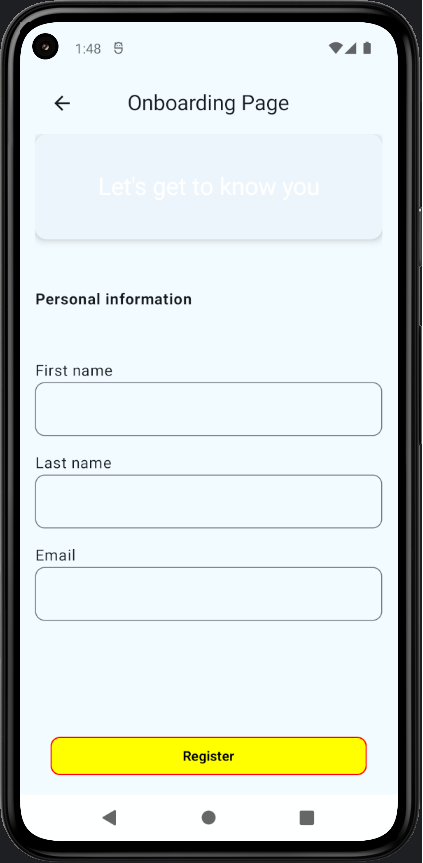 1:48
Onboarding Page
Let's get to know you
Personal information
First name
Last name
Email
Register